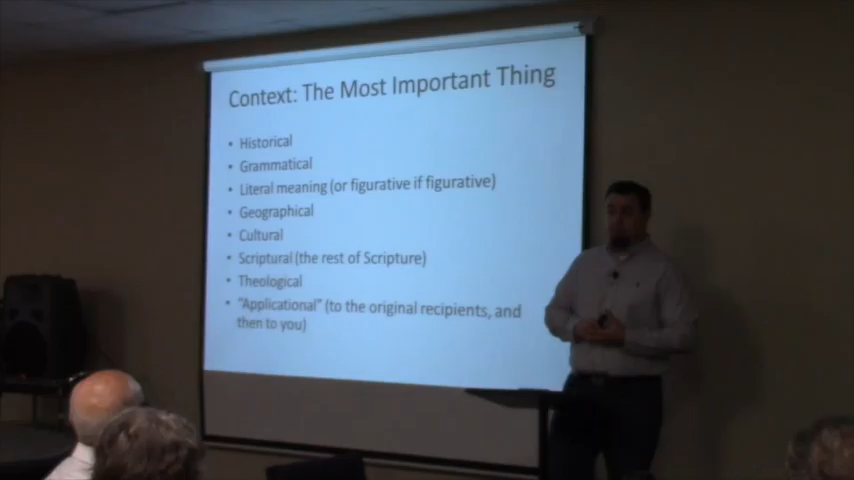 Context: The Most Important Thing
• Historical
• Grammatical
• Literal meaning (or figurative if figurative)
• Geographical
• Cultural
• Scriptural (the rest of Scripture)
• Theological
• "Applicational" (to the original recipients, and
then to you)